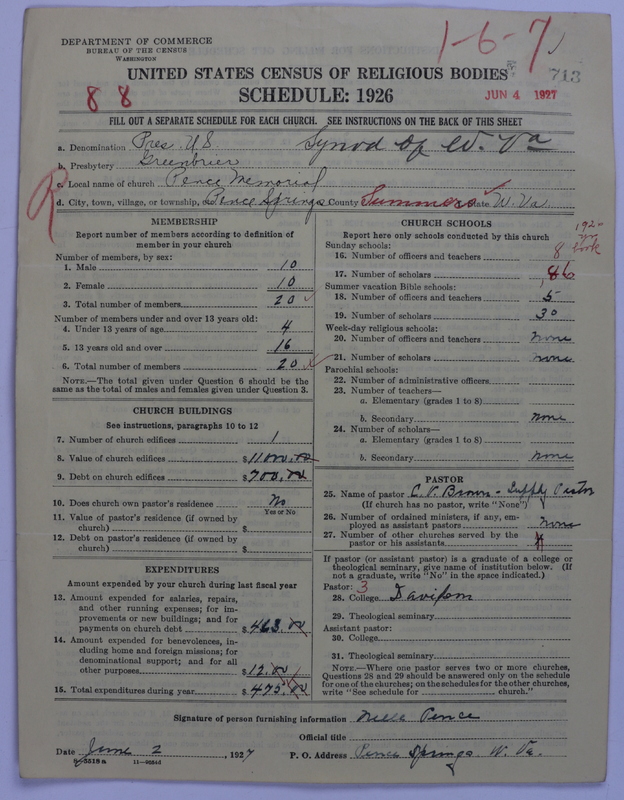 DEPARTMENT OF COMMERCE
BUREAU OF THE CENSUS
WASHINGTON
1-6-7
713
UNITED STATES CENSUS OF RELIGIOUS BODIES
88
SCHEDULE: 1926
JUN 4 1927
FILL OUT A SEPARATE SCHEDULE FOR EACH CHURCH. SEE INSTRUCTIONS ON THE BACK OF THIS SHEET
a. Denomination Pres. U.S. Synod of W. Va
b. Presbytery Greenbrier
c. Local name of church Pence Memorial
R
d. City, town, village, or township, Pence Springs County Summers State W. Va.
MEMBERSHIP
Report number of members according to definition of
member in your church
Number of members, by sex:
1. Male 10
2. Female 10
3. Total number of members 20
Number of members under and over 13 years old:
4. Under 13 years of age 4
5. 13 years old and over 16
6. Total number of members 20
NOTE.—The total given under Question 6 should be the
same as the total of males and females given under Question 3.
CHURCH BUILDINGS
See instructions, paragraphs 10 to 12
7. Number of church edifices 1
8. Value of church edifices $11000.00
9. Debt on church edifices $700.00
10. Does church own pastor's residence No
Yes or No
11. Value of pastor's residence (if owned by
church) $
12. Debt on pastor's residence (if owned by
church) $
EXPENDITURES
Amount expended by your church during last fiscal year
13. Amount expended for salaries, repairs,
and other running expenses; for im-
provements or new buildings; and for
payments on church debt $463.00
14. Amount expended for benevolences, in-
cluding home and foreign missions; for
denominational support; and for all
other purposes $12.00
15. Total expenditures during year $475.00
CHURCH SCHOOLS
Report here only schools conducted by this church
Sunday schools:
16. Number of officers and teachers 8
17. Number of scholars 86
Summer vacation Bible schools:
18. Number of officers and teachers 5
19. Number of scholars 30
Week-day religious schools:
20. Number of officers and teachers none
21. Number of scholars none
Parochial schools:
22. Number of administrative officers
23. Number of teachers—
a. Elementary (grades 1 to 8)
b. Secondary none
24. Number of scholars—
a. Elementary (grades 1 to 8)
b. Secondary none
PASTOR
25. Name of pastor C. V. Brown - Supply Pastor
(If church has no pastor, write "None")
26. Number of ordained ministers, if any, em-
ployed as assistant pastors none
27. Number of other churches served by the
pastor or his assistants
If pastor (or assistant pastor) is a graduate of a college or
theological seminary, give name of institution below. (If
not a graduate, write "No" in the space indicated.)
Pastor: 3
28. College Davidson
29. Theological seminary
Assistant pastor:
30. College
31. Theological seminary
NOTE.—Where one pastor serves two or more churches,
Questions 28 and 29 should be answered only on the schedule
for one of the churches; on the schedules for the other churches,
write "See schedule for church."
Signature of person furnishing information Nella Pence
Official title
Date June 2, 1927 P. O. Address Pence Springs W. Va.
8-5518a 11-9054d